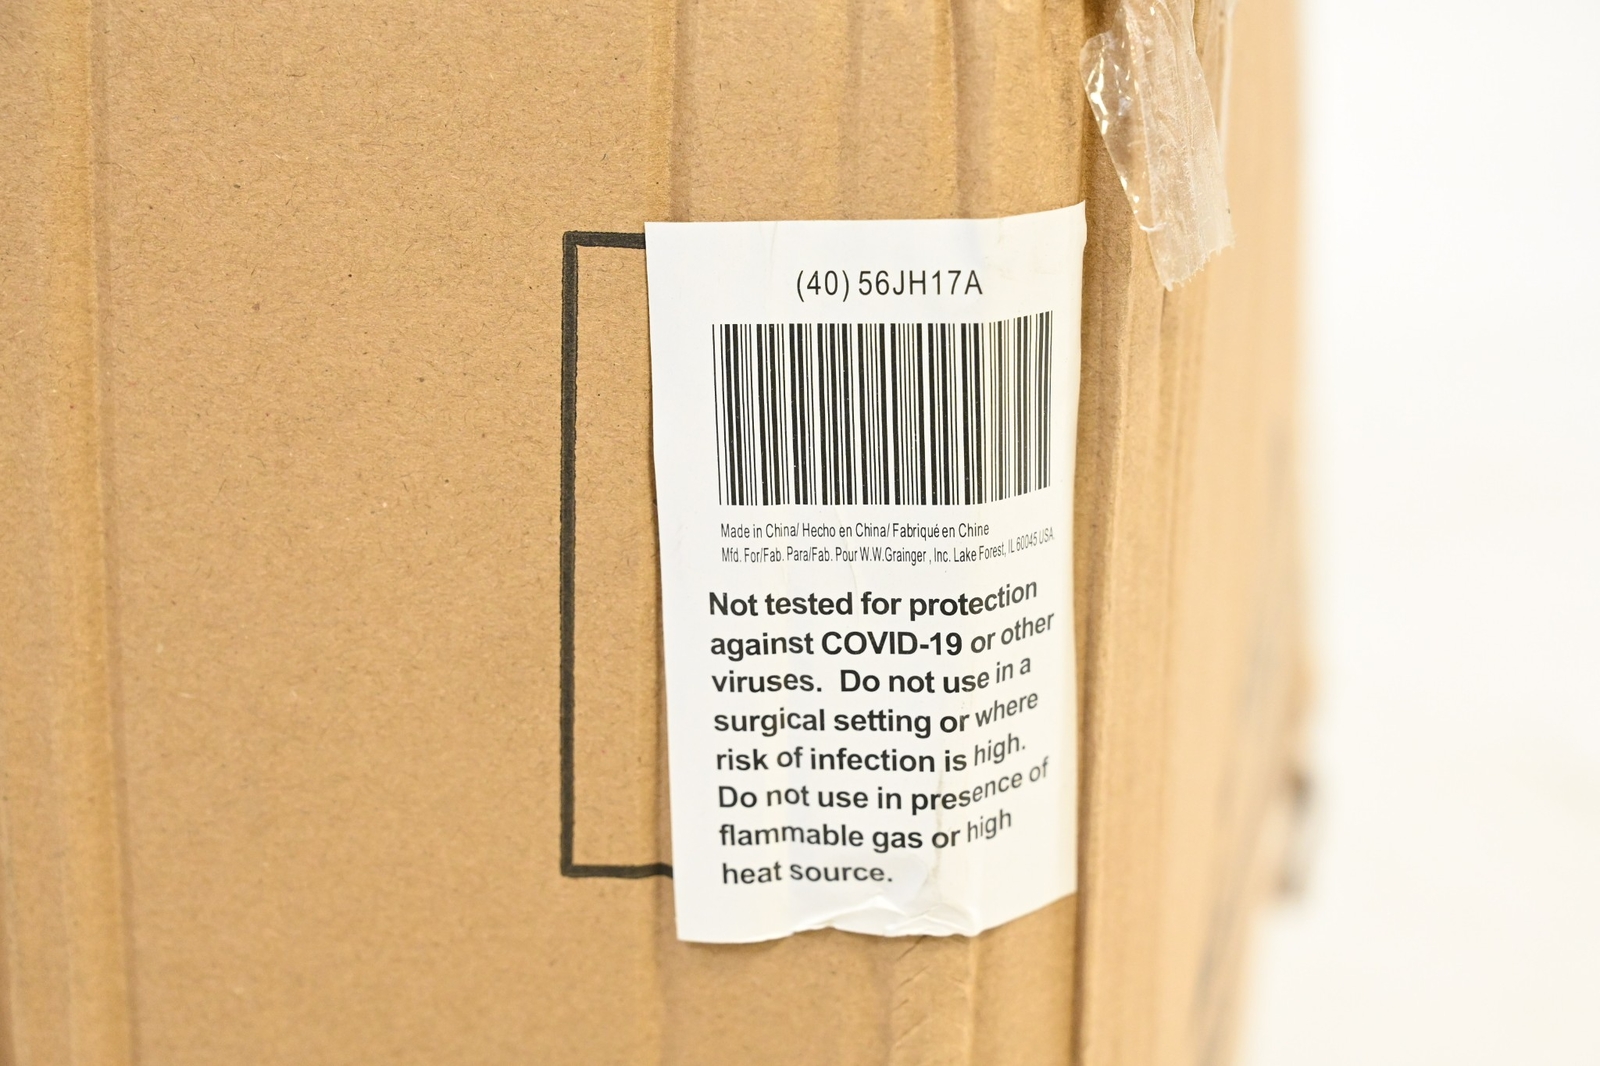 (40) 56JH17A
Made in China/ Hecho en China/ Fabriqué en Chine
Mfd. For/Fab. Para/Fab. Pour W.W.Grainger , Inc. Lake Forest, IL 60045 USA
Not tested for protection
against COVID-19 or other
viruses. Do not use in a
surgical setting or where
risk of infection is high.
Do not use in presence of
flammable gas or high
heat source.